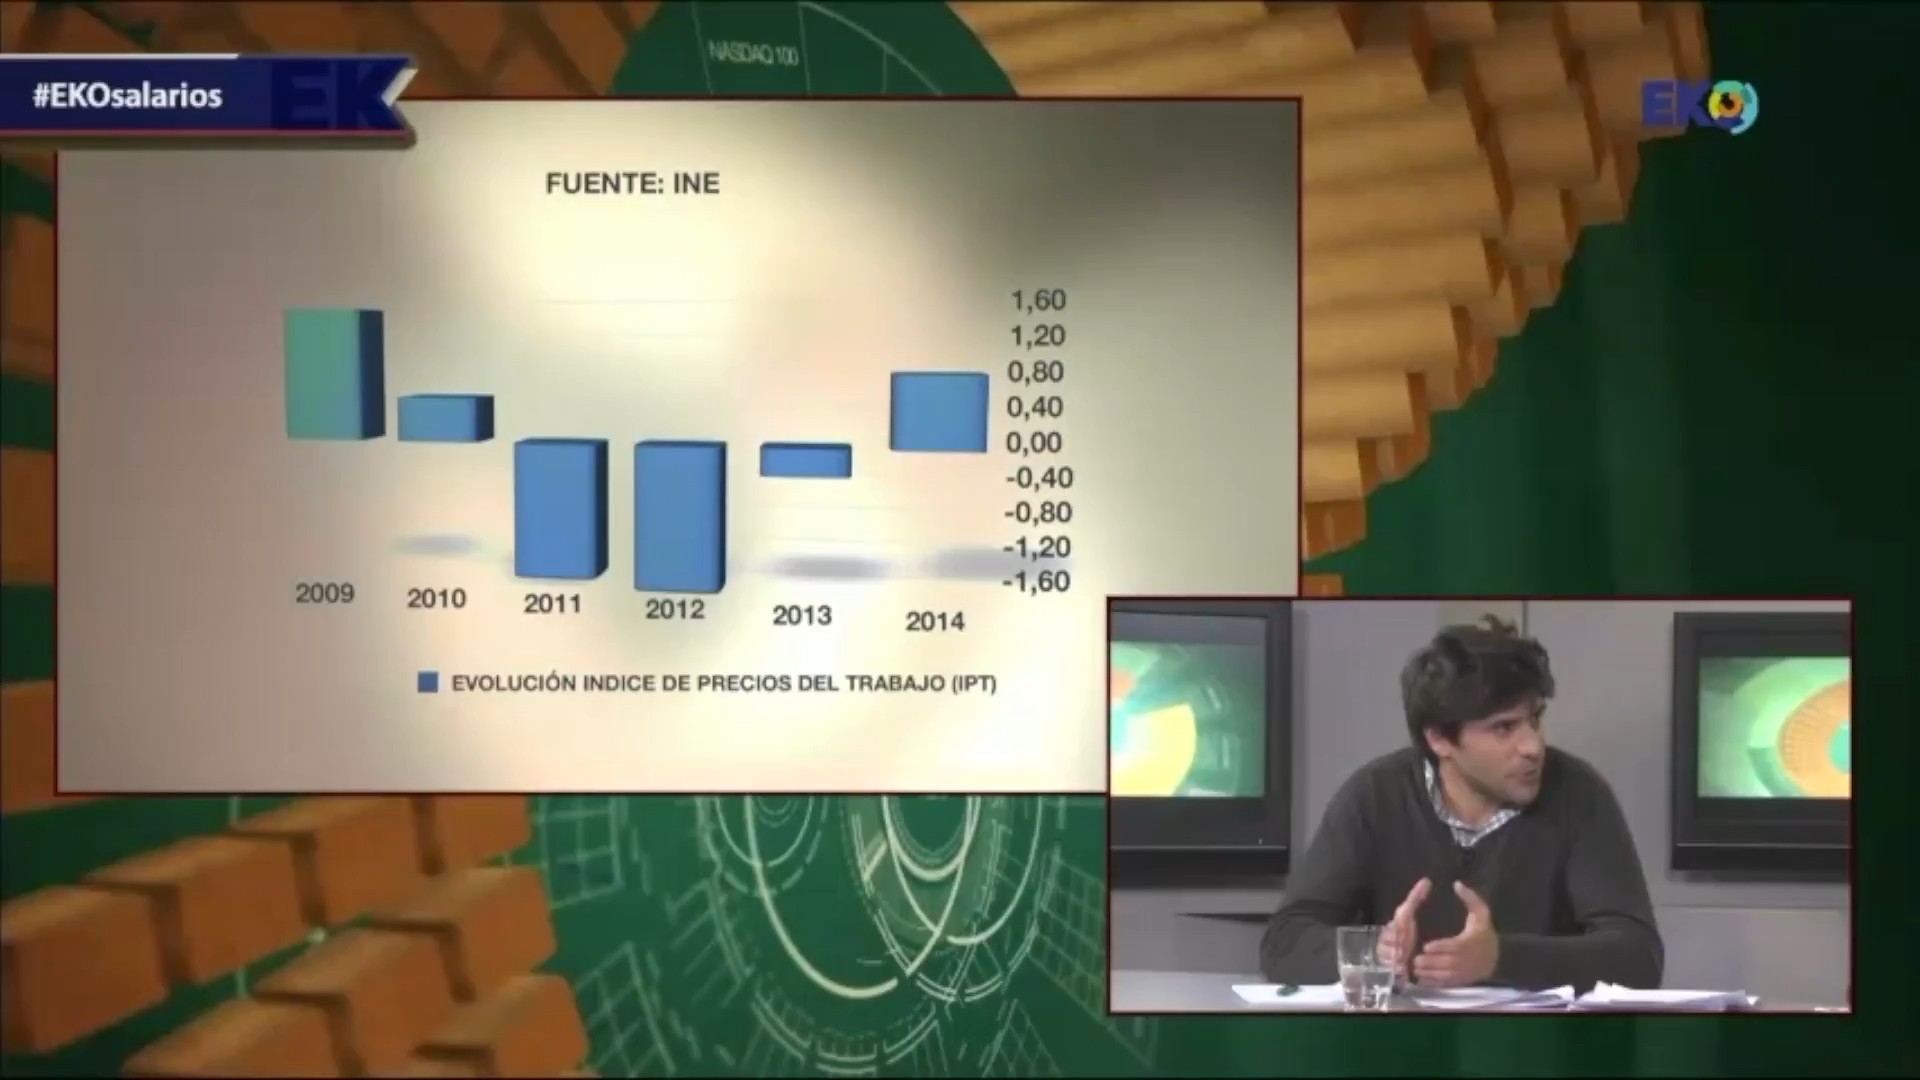 NASDAQ 100
#EKOsalarios
EK
EKO
FUENTE: INE
1,60
1,20
0,80
0,40
0,00
-0,40
-0,80
-1,20
-1,60
2009 2010 2011 2012 2013 2014
EVOLUCIÓN INDICE DE PRECIOS DEL TRABAJO (IPT)